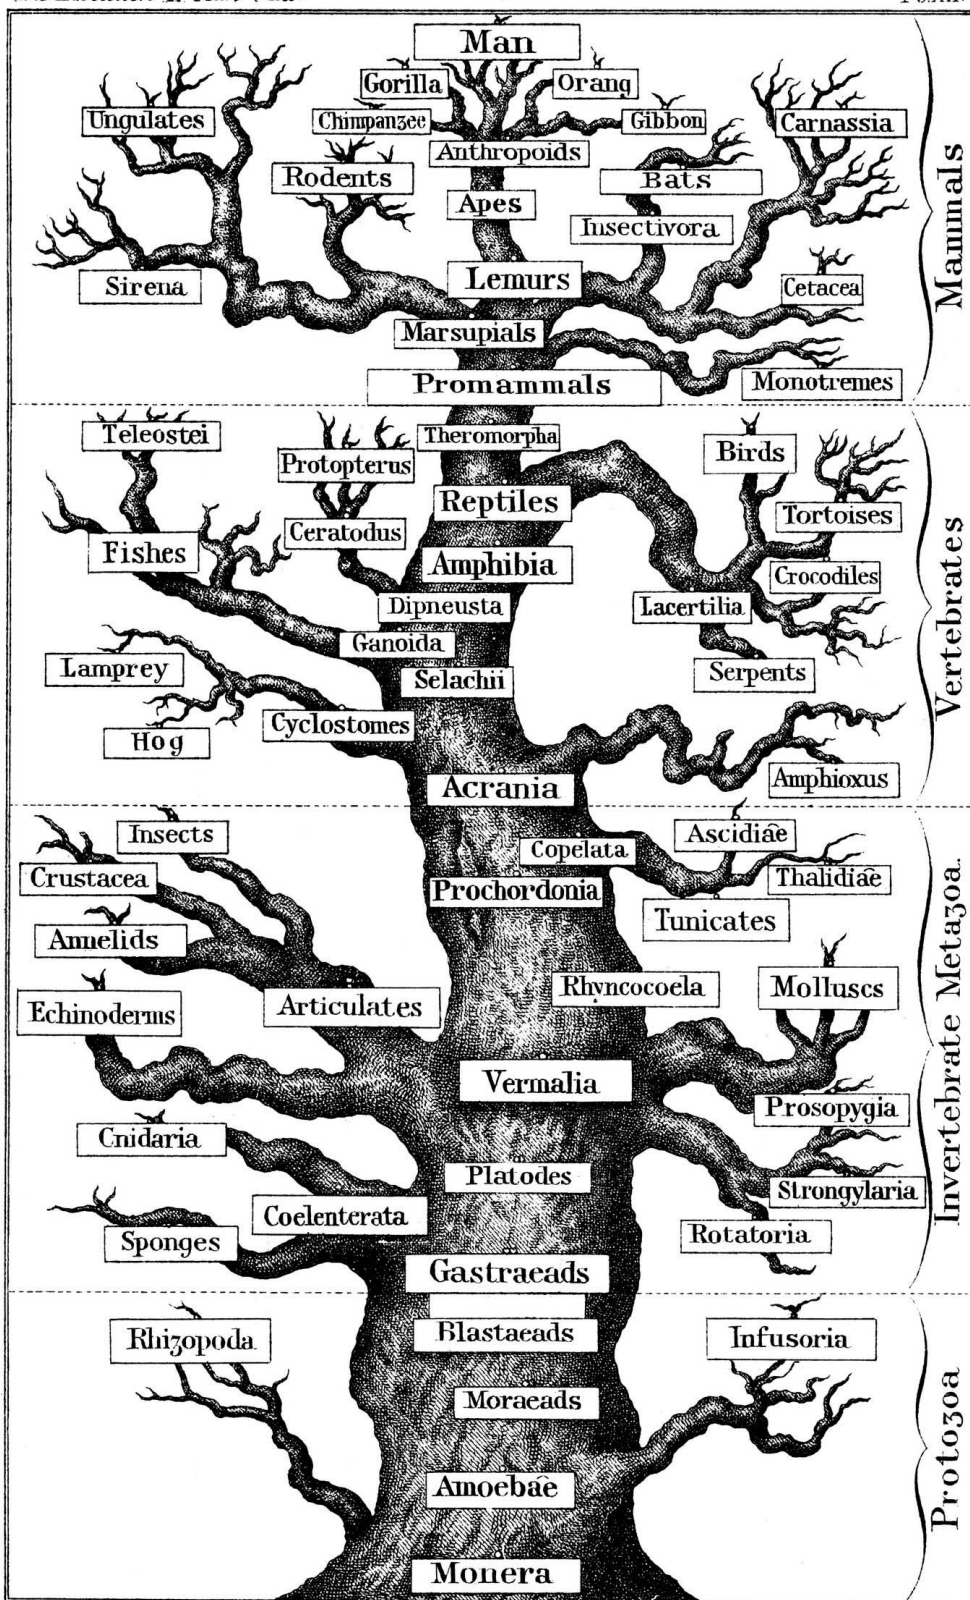 Man
Gorilla
Orang
Ungulates
Chimpanzee
Gibbon
Carnassia
Anthropoids
Rodents
Bats
Apes
Insectivora
Lemurs
Sirena
Cetacea
Marsupials
Promammals
Monotremes
Mammals
Teleostei
Theromorpha
Birds
Protopterus
Reptiles
Tortoises
Ceratodus
Fishes
Amphibia
Crocodiles
Dipneusta
Lacertilia
Ganoida
Lamprey
Selachii
Serpents
Cyclostomes
Hog
Acrania
Amphioxus
Vertebrates
Insects
Ascidiæ
Copelata
Crustacea
Prochordonia
Thalidiæ
Tunicates
Annelids
Rhyncocoela
Molluscs
Echinoderms
Articulates
Vermalia
Prosopygia
Cnidaria
Platodes
Strongylaria
Coelenterata
Sponges
Rotatoria
Gastraeads
Invertebrate Metazoa
Rhizopoda
Blastaeads
Infusoria
Moraeads
Amoebae
Monera
Protozoa